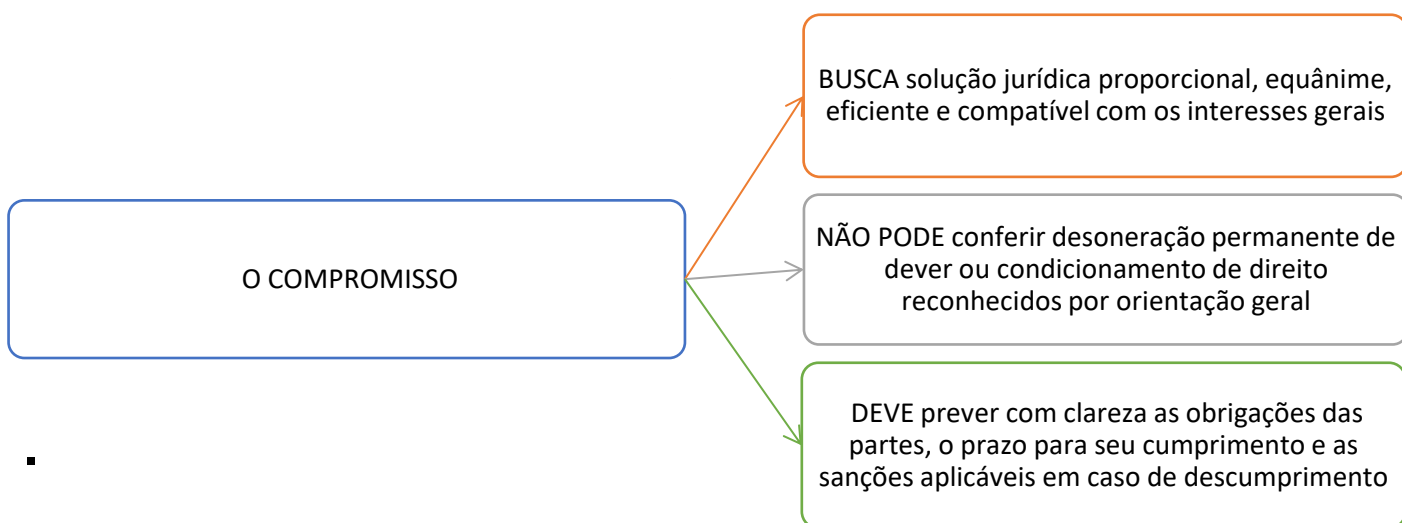 O COMPROMISSO
BUSCA solução jurídica proporcional, equânime,
eficiente e compatível com os interesses gerais
NÃO PODE conferir desoneração permanente de
dever ou condicionamento de direito
reconhecidos por orientação geral
DEVE prever com clareza as obrigações das
partes, o prazo para seu cumprimento e as
sanções aplicáveis em caso de descumprimento